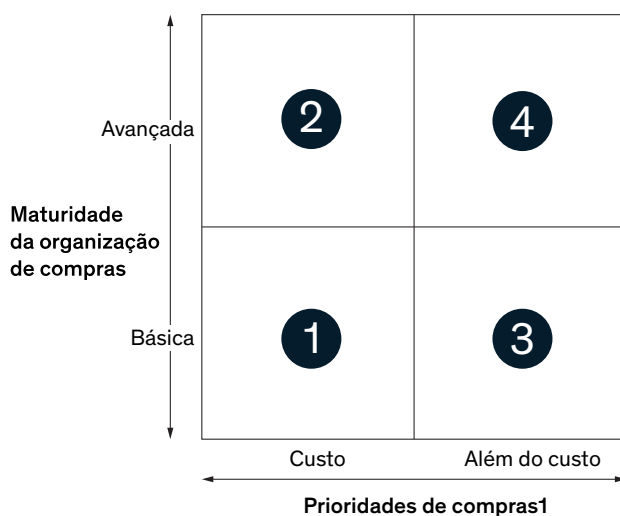 2
4
Avançada
Maturidade
da organização
de compras
1
3
Básica
Custo
Além do custo
Prioridades de compras1